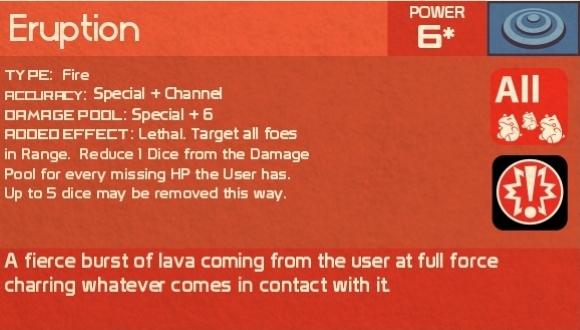 Eruption
POWER
6*
TYPE: Fire
ACCURACY: Special + Channel
DAMAGE POOL: Special + 6
ADDED EFFECT: Lethal. Target all foes
in Range. Reduce 1 Dice from the Damage
Pool for every missing HP the User has.
Up to 5 dice may be removed this way.
All
A fierce burst of lava coming from the user at full force
charring whatever comes in contact with it.